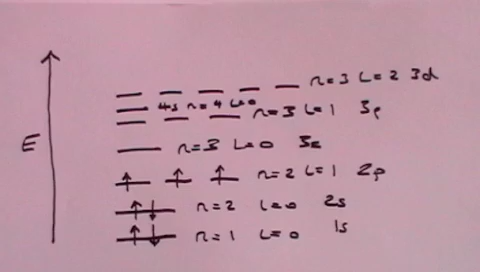 n=3 L=2 3d
4s n=4 L=0
n=3 L=1 3p
E
n=3 L=0 3s
n=2 L=1 2p
n=2 L=0 2s
n=1 L=0 1s